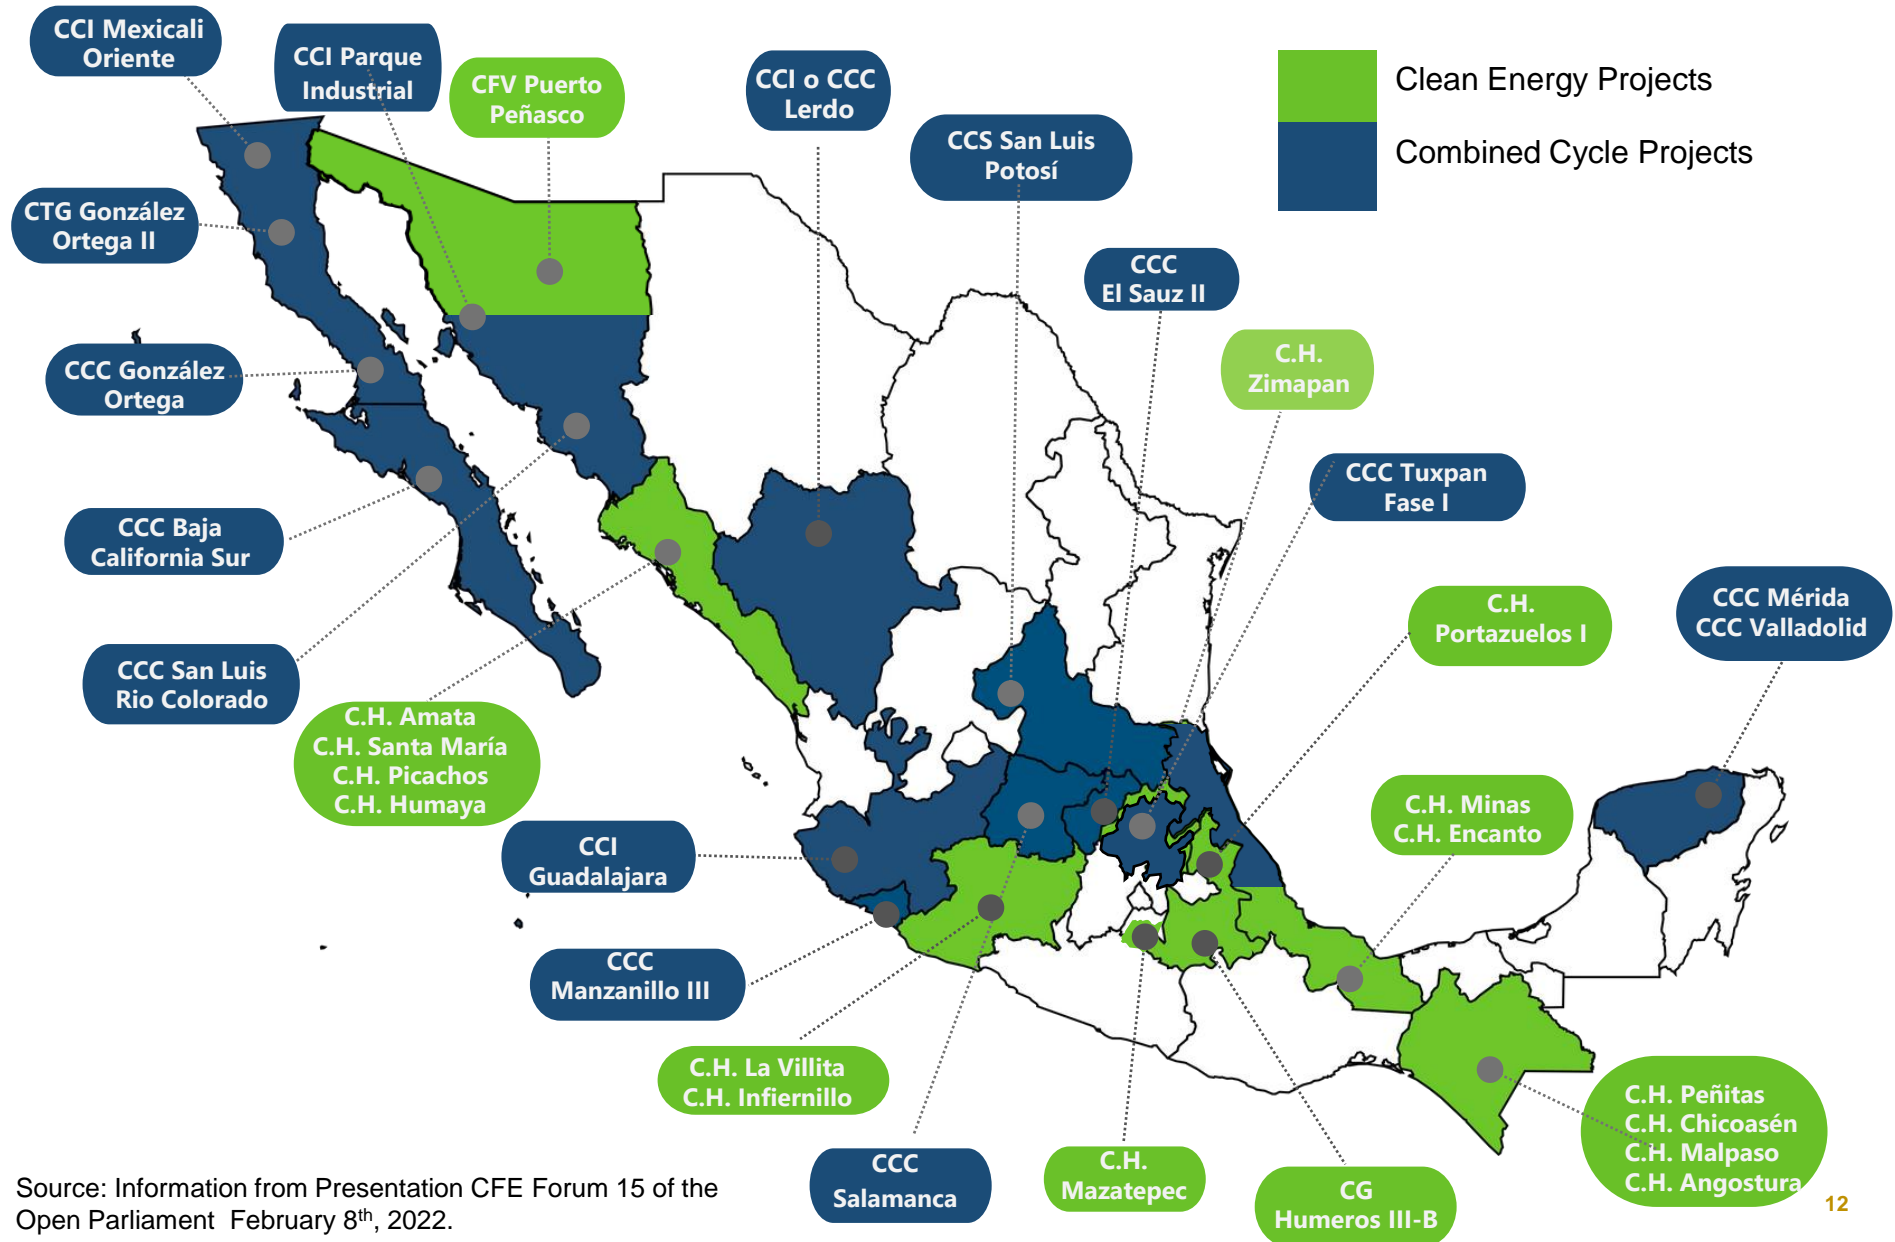 CCI Mexicali
Oriente
CCI Parque
Industrial
CFV Puerto
Peñasco
CCI o CCC
Lerdo
CCS San Luis
Potosí
Clean Energy Projects
Combined Cycle Projects
CTG González
Ortega II
CCC
El Sauz II
CCC González
Ortega
C.H.
Zimapan
CCC Tuxpan
Fase I
CCC Baja
California Sur
C.H.
Portazuelos I
CCC Mérida
CCC Valladolid
CCC San Luis
Rio Colorado
C.H. Amata
C.H. Santa María
C.H. Picachos
C.H. Humaya
C.H. Minas
C.H. Encanto
CCI
Guadalajara
CCC
Manzanillo III
C.H. La Villita
C.H. Infiernillo
C.H. Peñitas
C.H. Chicoasén
C.H. Malpaso
C.H. Angostura
CCC
Salamanca
C.H.
Mazatepec
CG
Humeros III-B
Source: Information from Presentation CFE Forum 15 of the
Open Parliament February 8th, 2022.
12